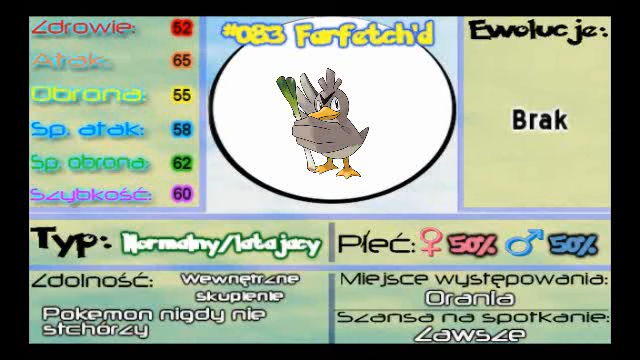 #083 Farfetch'd
Zdrowie: 52
Atak: 65
Obrona: 55
Sp. atak: 58
Sp. obrona: 62
Szybkość: 60
Ewolucje:
Brak
Typ: Normalny/latajacy
Płeć: ♀ 50% ♂ 50%
Zdolność: Wewnętrzne
skupienie
Pokemon nigdy nie
stchórzy
Miejsce występowania:
Orania
Szansa na spotkanie:
Zawsze